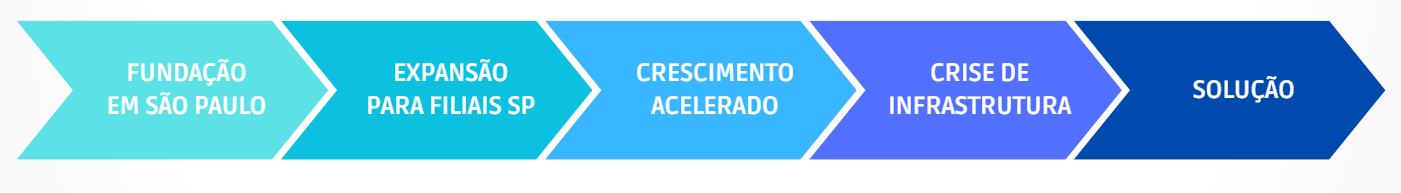 FUNDAÇÃO
EM SÃO PAULO
EXPANSÃO
PARA FILIAIS SP
CRESCIMENTO
ACELERADO
CRISE DE
INFRASTRUTURA
SOLUÇÃO